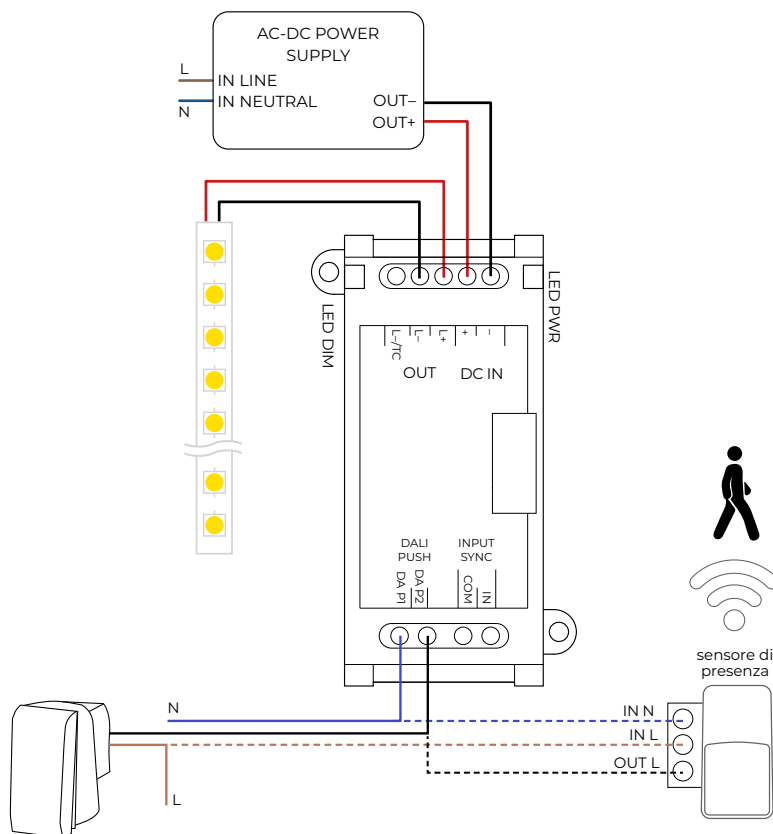 AC-DC POWER
SUPPLY
L
IN LINE
N
IN NEUTRAL
OUT–
OUT+
LED DIM
LED PWR
L-/TC
L-
L+
+
-
OUT
DC IN
DALI
PUSH
INPUT
SYNC
DA P1
DA P2
COM
IN
sensore di
presenza
N
IN N
IN L
OUT L
L